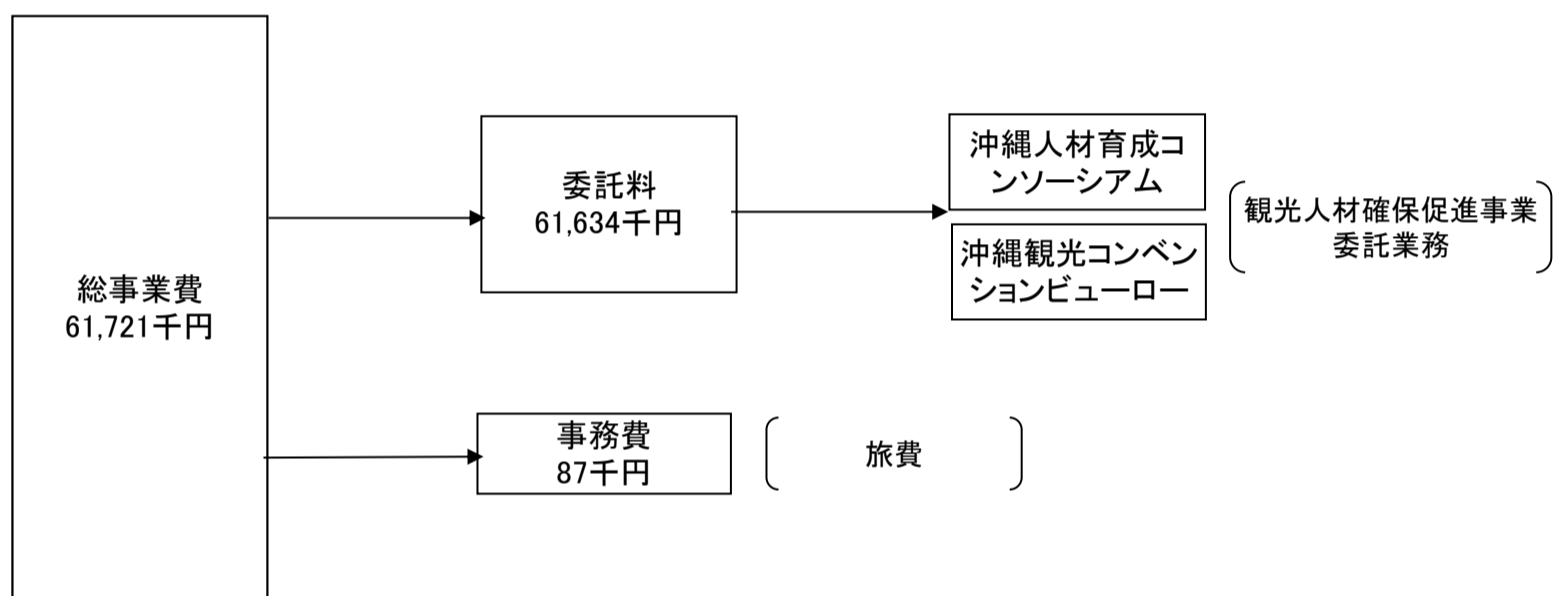 総事業費
61,721千円
委託料
61,634千円
沖縄人材育成コ
ンソーシアム
沖縄観光コンベン
ションビューロー
観光人材確保促進事業
委託業務
事務費
87千円
旅費